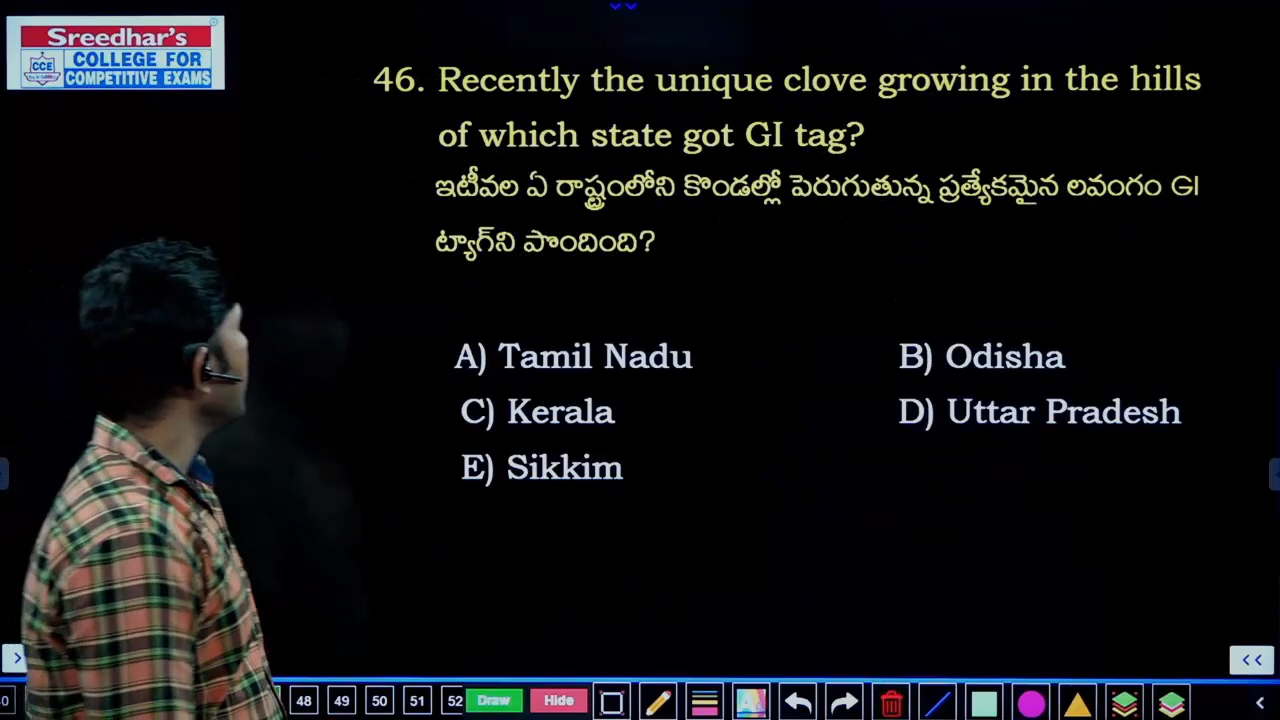 Sreedhar's
CCE
COLLEGE FOR
COMPETITIVE EXAMS
46. Recently the unique clove growing in the hills
of which state got GI tag?
ఇటీవల ఏ రాష్ట్రంలోని కొండల్లో పెరుగుతున్న ప్రత్యేకమైన లవంగం GI
ట్యాగ్‌ని పొందింది?
A) Tamil Nadu
B) Odisha
C) Kerala
D) Uttar Pradesh
E) Sikkim
48 49 50 51 52 Draw Hide